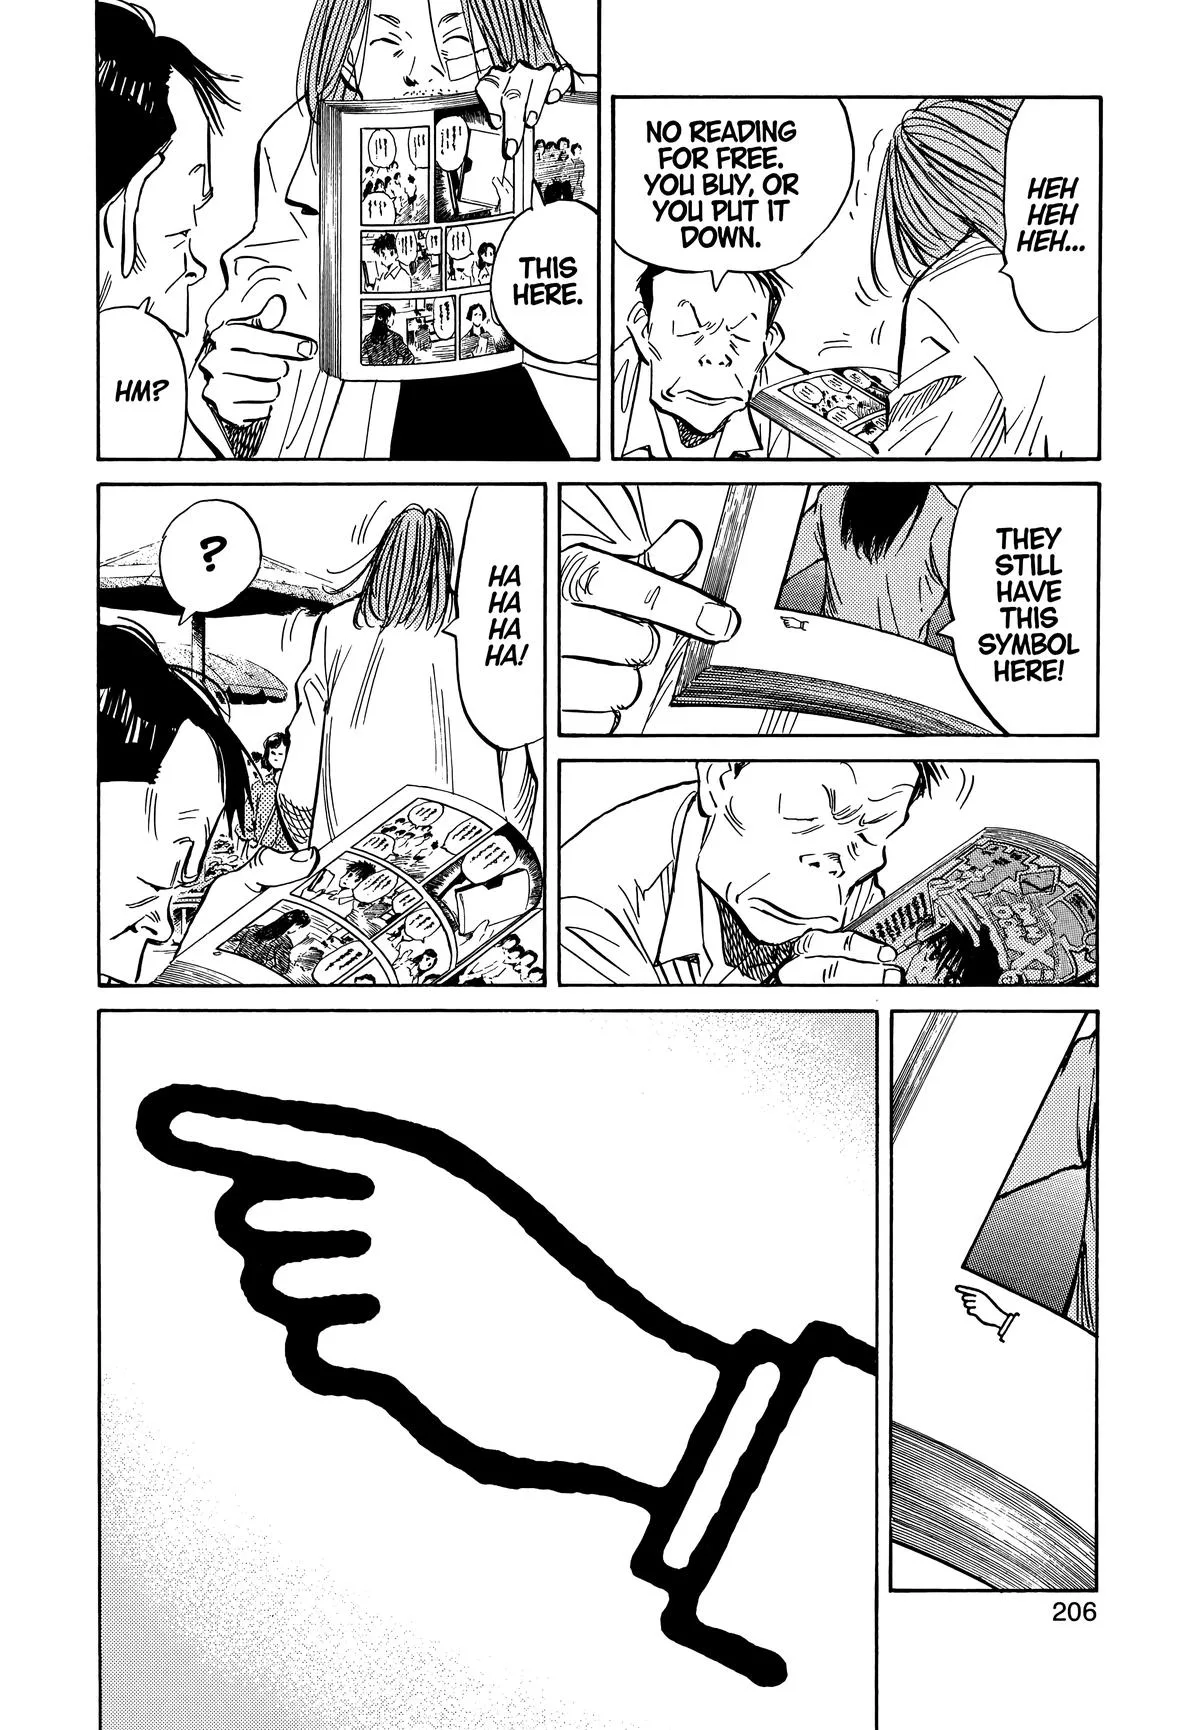 HEH
HEH
HEH...
NO READING
FOR FREE.
YOU BUY, OR
YOU PUT IT
DOWN.
THIS
HERE.
HM?
THEY
STILL
HAVE
THIS
SYMBOL
HERE!
HA
HA
HA
HA!
?
206